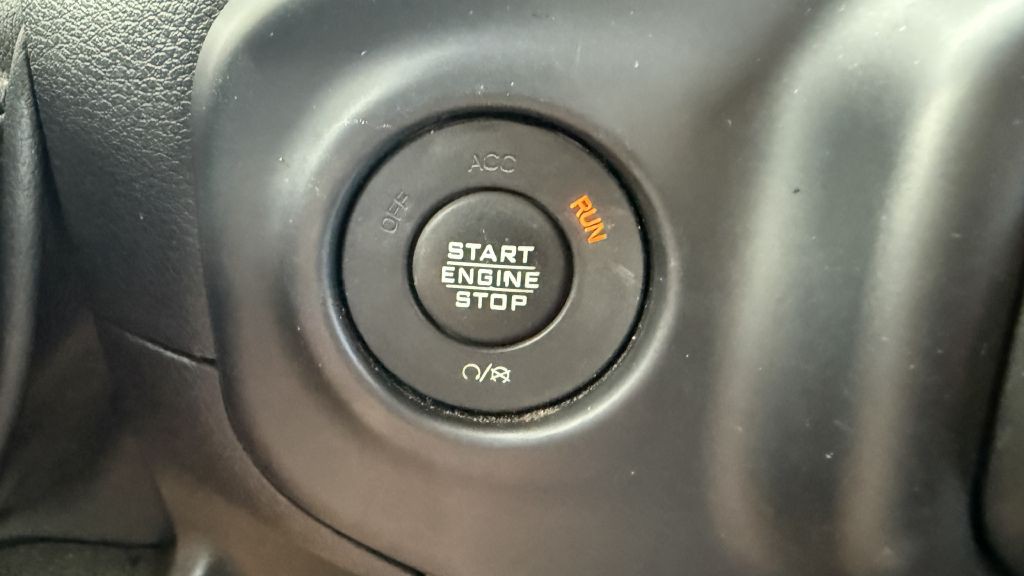 ACC
OFF
RUN
START
ENGINE
STOP